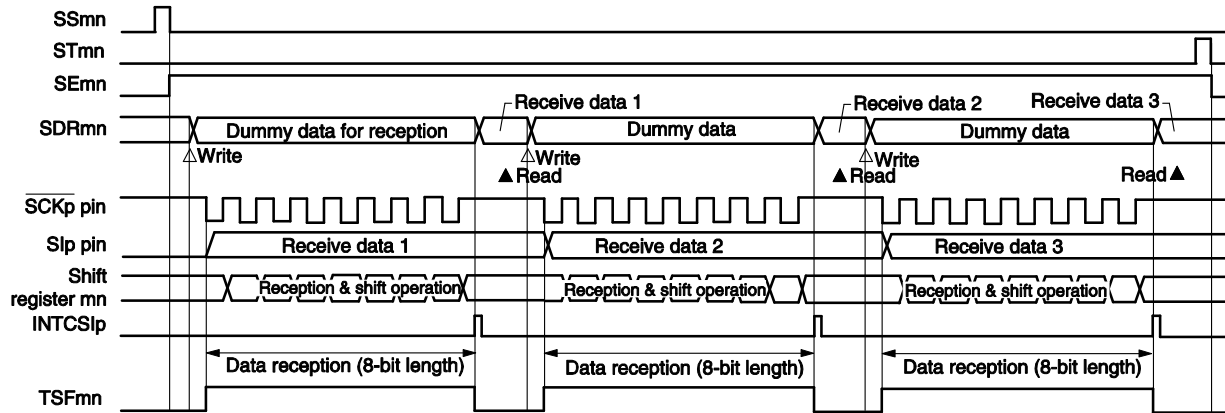 SSmn
STmn
SEmn
Receive data 1
Receive data 2
Receive data 3
SDRmn
Dummy data for reception
Dummy data
Dummy data
△Write
△Write
△Write
▲Read
▲Read
Read▲
SCKp pin
SIp pin
Receive data 1
Receive data 2
Receive data 3
Shift
register mn
Reception & shift operation
Reception & shift operation
Reception & shift operation
INTCSIp
Data reception (8-bit length)
Data reception (8-bit length)
Data reception (8-bit length)
TSFmn